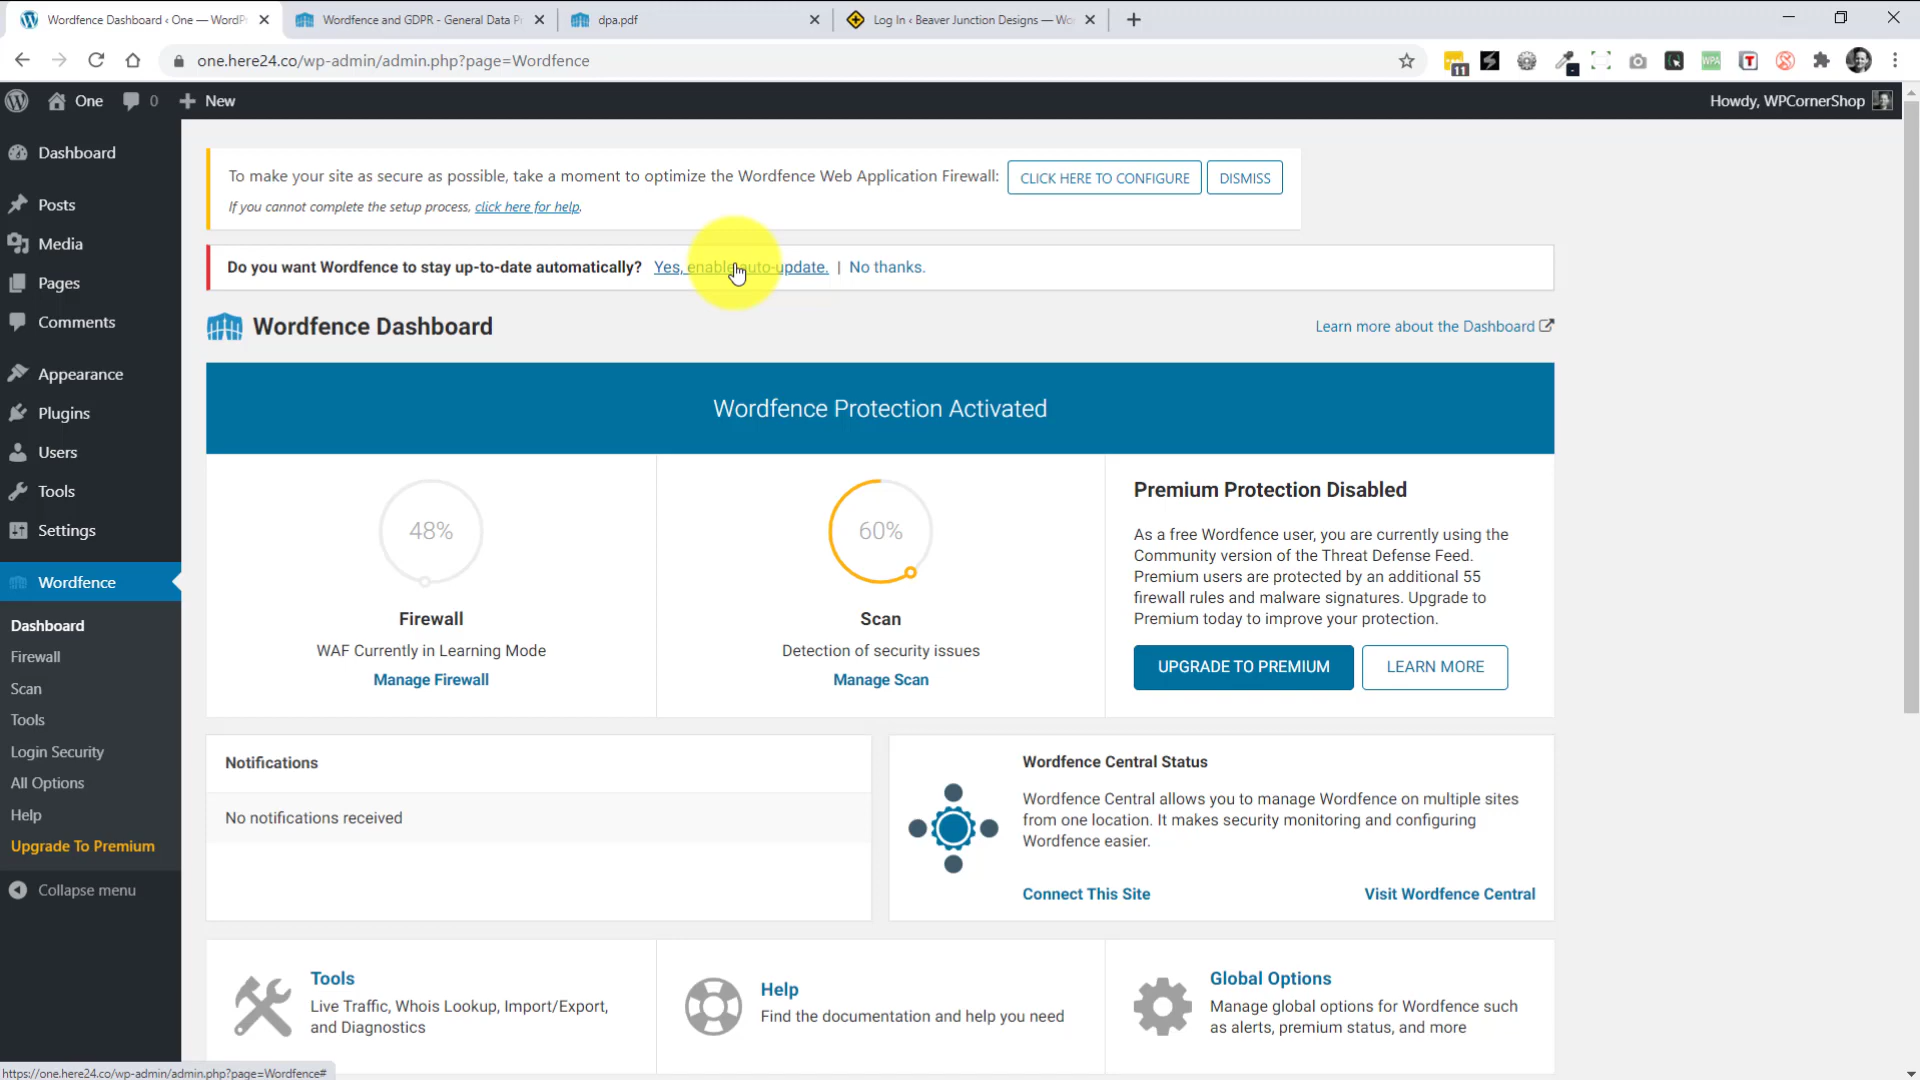 Wordfence Dashboard ‹ One — WordP
Wordfence and GDPR - General Data P
dpa.pdf
Log In ‹ Beaver Junction Designs — Wo
one.here24.co/wp-admin/admin.php?page=Wordfence
11
WPA
T
One
0
New
Howdy, WPCornerShop
Dashboard
Posts
Media
Pages
Comments
Appearance
Plugins
Users
Tools
Settings
Wordfence
Dashboard
Firewall
Scan
Tools
Login Security
All Options
Help
Upgrade To Premium
Collapse menu
To make your site as secure as possible, take a moment to optimize the Wordfence Web Application Firewall: CLICK HERE TO CONFIGURE DISMISS
If you cannot complete the setup process, click here for help.
Do you want Wordfence to stay up-to-date automatically? Yes, enable auto-update. | No thanks.
Wordfence Dashboard
Learn more about the Dashboard
Wordfence Protection Activated
48%
Firewall
WAF Currently in Learning Mode
Manage Firewall
60%
Scan
Detection of security issues
Manage Scan
Premium Protection Disabled
As a free Wordfence user, you are currently using the
Community version of the Threat Defense Feed.
Premium users are protected by an additional 55
firewall rules and malware signatures. Upgrade to
Premium today to improve your protection.
UPGRADE TO PREMIUM LEARN MORE
Notifications
No notifications received
Wordfence Central Status
Wordfence Central allows you to manage Wordfence on multiple sites
from one location. It makes security monitoring and configuring
Wordfence easier.
Connect This Site
Visit Wordfence Central
Tools
Live Traffic, Whois Lookup, Import/Export,
and Diagnostics
Help
Find the documentation and help you need
Global Options
Manage global options for Wordfence such
as alerts, premium status, and more
https://one.here24.co/wp-admin/admin.php?page=Wordfence#